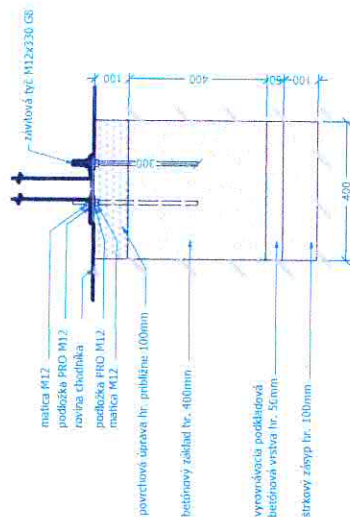 závitová tyč M12x330 G8
matica M12
podložka PRO M12
rovina chodníka
podložka PRO M12
matica M12
povrchová úprava hr. približne 100mm
betónový základ hr. 400mm
vyrovnávacia podkladová
betónová vrstva hr. 50mm
štrkový zásyp hr. 100mm
100
400
50
100
300
400